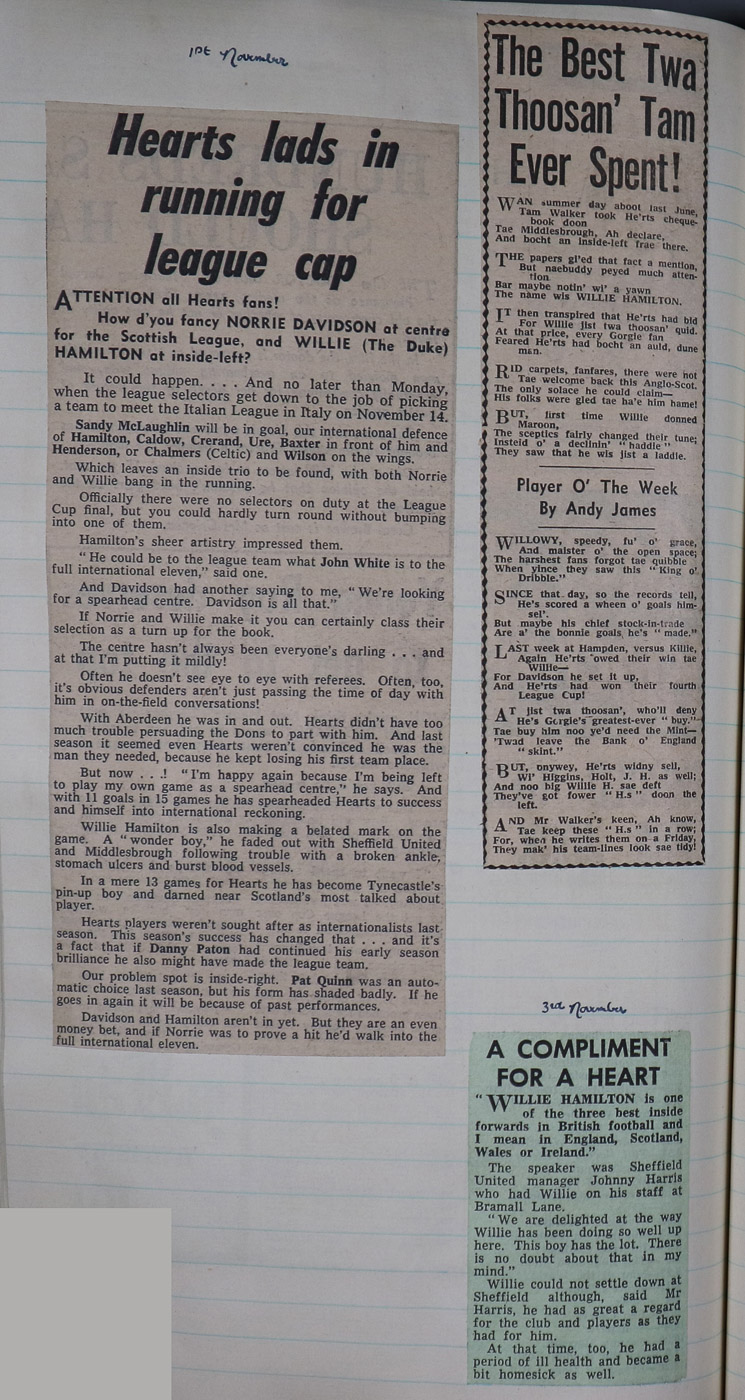 1st November
Hearts lads in
running for
league cap
ATTENTION all Hearts fans!
How d'you fancy NORRIE DAVIDSON at centre
for the Scottish League, and WILLIE (The Duke)
HAMILTON at inside-left?
It could happen. . . . And no later than Monday,
when the league selectors get down to the job of picking
a team to meet the Italian League in Italy on November 14.
Sandy McLaughlin will be in goal, our international defence
of Hamilton, Caldow, Crerand, Ure, Baxter in front of him and
Henderson, or Chalmers (Celtic) and Wilson on the wings.
Which leaves an inside trio to be found, with both Norrie
and Willie bang in the running.
Officially there were no selectors on duty at the League
Cup final, but you could hardly turn round without bumping
into one of them.
Hamilton's sheer artistry impressed them.
" He could be to the league team what John White is to the
full international eleven," said one.
And Davidson had another saying to me, " We're looking
for a spearhead centre. Davidson is all that."
If Norrie and Willie make it you can certainly class their
selection as a turn up for the book.
The centre hasn't always been everyone's darling . . . and
at that I'm putting it mildly!
Often he doesn't see eye to eye with referees. Often, too,
it's obvious defenders aren't just passing the time of day with
him in on-the-field conversations!
With Aberdeen he was in and out. Hearts didn't have too
much trouble persuading the Dons to part with him. And last
season it seemed even Hearts weren't convinced he was the
man they needed, because he kept losing his first team place.
But now . . .! " I'm happy again because I'm being left
to play my own game as a spearhead centre," he says. And
with 11 goals in 15 games he has spearheaded Hearts to success
and himself into international reckoning.
Willie Hamilton is also making a belated mark on the
game. A " wonder boy," he faded out with Sheffield United
and Middlesbrough following trouble with a broken ankle,
stomach ulcers and burst blood vessels.
In a mere 13 games for Hearts he has become Tynecastle's
pin-up boy and darned near Scotland's most talked about
player.
Hearts players weren't sought after as internationalists last
season. This season's success has changed that . . . and it's
a fact that if Danny Paton had continued his early season
brilliance he also might have made the league team.
Our problem spot is inside-right. Pat Quinn was an auto-
matic choice last season, but his form has shaded badly. If he
goes in again it will be because of past performances.
Davidson and Hamilton aren't in yet. But they are an even
money bet, and if Norrie was to prove a hit he'd walk into the
full international eleven.
The Best Twa
Thoosan' Tam
Ever Spent!
WAN summer day aboot last June,
Tam Walker took He'rts cheque-
book doon
Tae Middlesbrough, Ah declare,
And bocht an inside-left frae there.
THE papers gi'ed that fact a mention,
But naebuddy peyed much atten-
tion
Bar maybe notin' wi' a yawn
The name wis WILLIE HAMILTON.
IT then transpired that He'rts had bid
For Willie jist twa thoosan' quid.
At that price, every Gorgie fan
Feared He'rts had bocht an auld, dune
man.
RID carpets, fanfares, there were not
Tae welcome back this Anglo-Scot.
The only solace he could claim—
His folks were gled tae ha'e him hame!
BUT, first time Willie donned
Maroon,
The sceptics fairly changed their tune;
Insteid o' a declinin' " haddie "
They saw that he wis jist a laddie.
Player O' The Week
By Andy James
WILLOWY, speedy, fu' o' grace,
And maister o' the open space;
The harshest fans forgot tae quibble
When yince they saw this " King o'
Dribble."
SINCE that day, so the records tell,
He's scored a wheen o' goals him-
sel'.
But maybe his chief stock-in-trade
Are a' the bonnie goals he's " made."
LAST week at Hampden, versus Killie,
Again He'rts owed their win tae
Willie—
For Davidson he set it up,
And He'rts had won their fourth
League Cup!
AT jist twa thoosan', who'll deny
He's Gorgie's greatest-ever " buy."
Tae buy him noo ye'd need the Mint—
'Twad leave the Bank o' England
" skint."
BUT, onywey, He'rts widny sell,
Wi' Higgins, Holt, J. H. as well;
And noo big Willie H. sae deft
They've got fower " H.s " doon the
left.
AND Mr Walker's keen, Ah know,
Tae keep these " H.s " in a row;
For, when he writes them on a Friday,
They mak' his team-lines look sae tidy!
3rd November
A COMPLIMENT
FOR A HEART
" WILLIE HAMILTON is one
of the three best inside
forwards in British football and
I mean in England, Scotland,
Wales or Ireland."
The speaker was Sheffield
United manager Johnny Harris
who had Willie on his staff at
Bramall Lane.
" We are delighted at the way
Willie has been doing so well up
here. This boy has the lot. There
is no doubt about that in my
mind."
Willie could not settle down at
Sheffield although, said Mr
Harris, he had as great a regard
for the club and players as they
had for him.
At that time, too, he had a
period of ill health and became a
bit homesick as well.